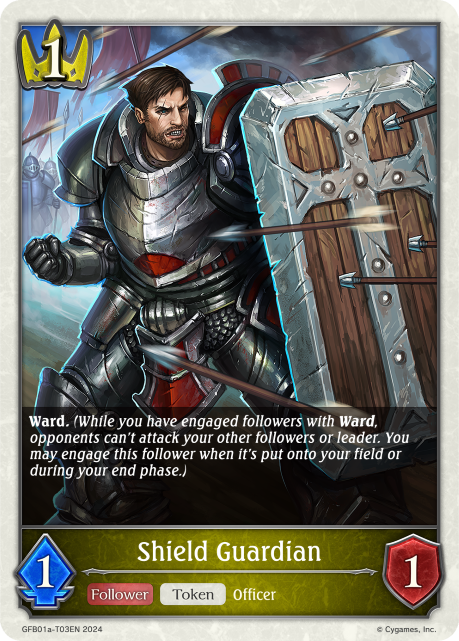 1
Ward. (While you have engaged followers with Ward,
opponents can't attack your other followers or leader. You
may engage this follower when it's put onto your field or
during your end phase.)
Shield Guardian
1
Follower Token Officer
1
GFB01a-T03EN 2024
© Cygames, Inc.